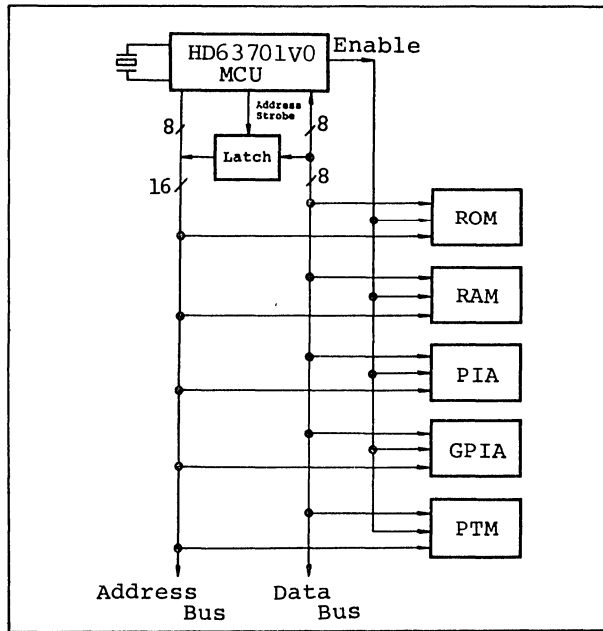 HD63701V0
MCU
Enable
Address
Strobe
8
8
Latch
8
16
ROM
RAM
PIA
GPIA
PTM
Address
Bus
Data
Bus